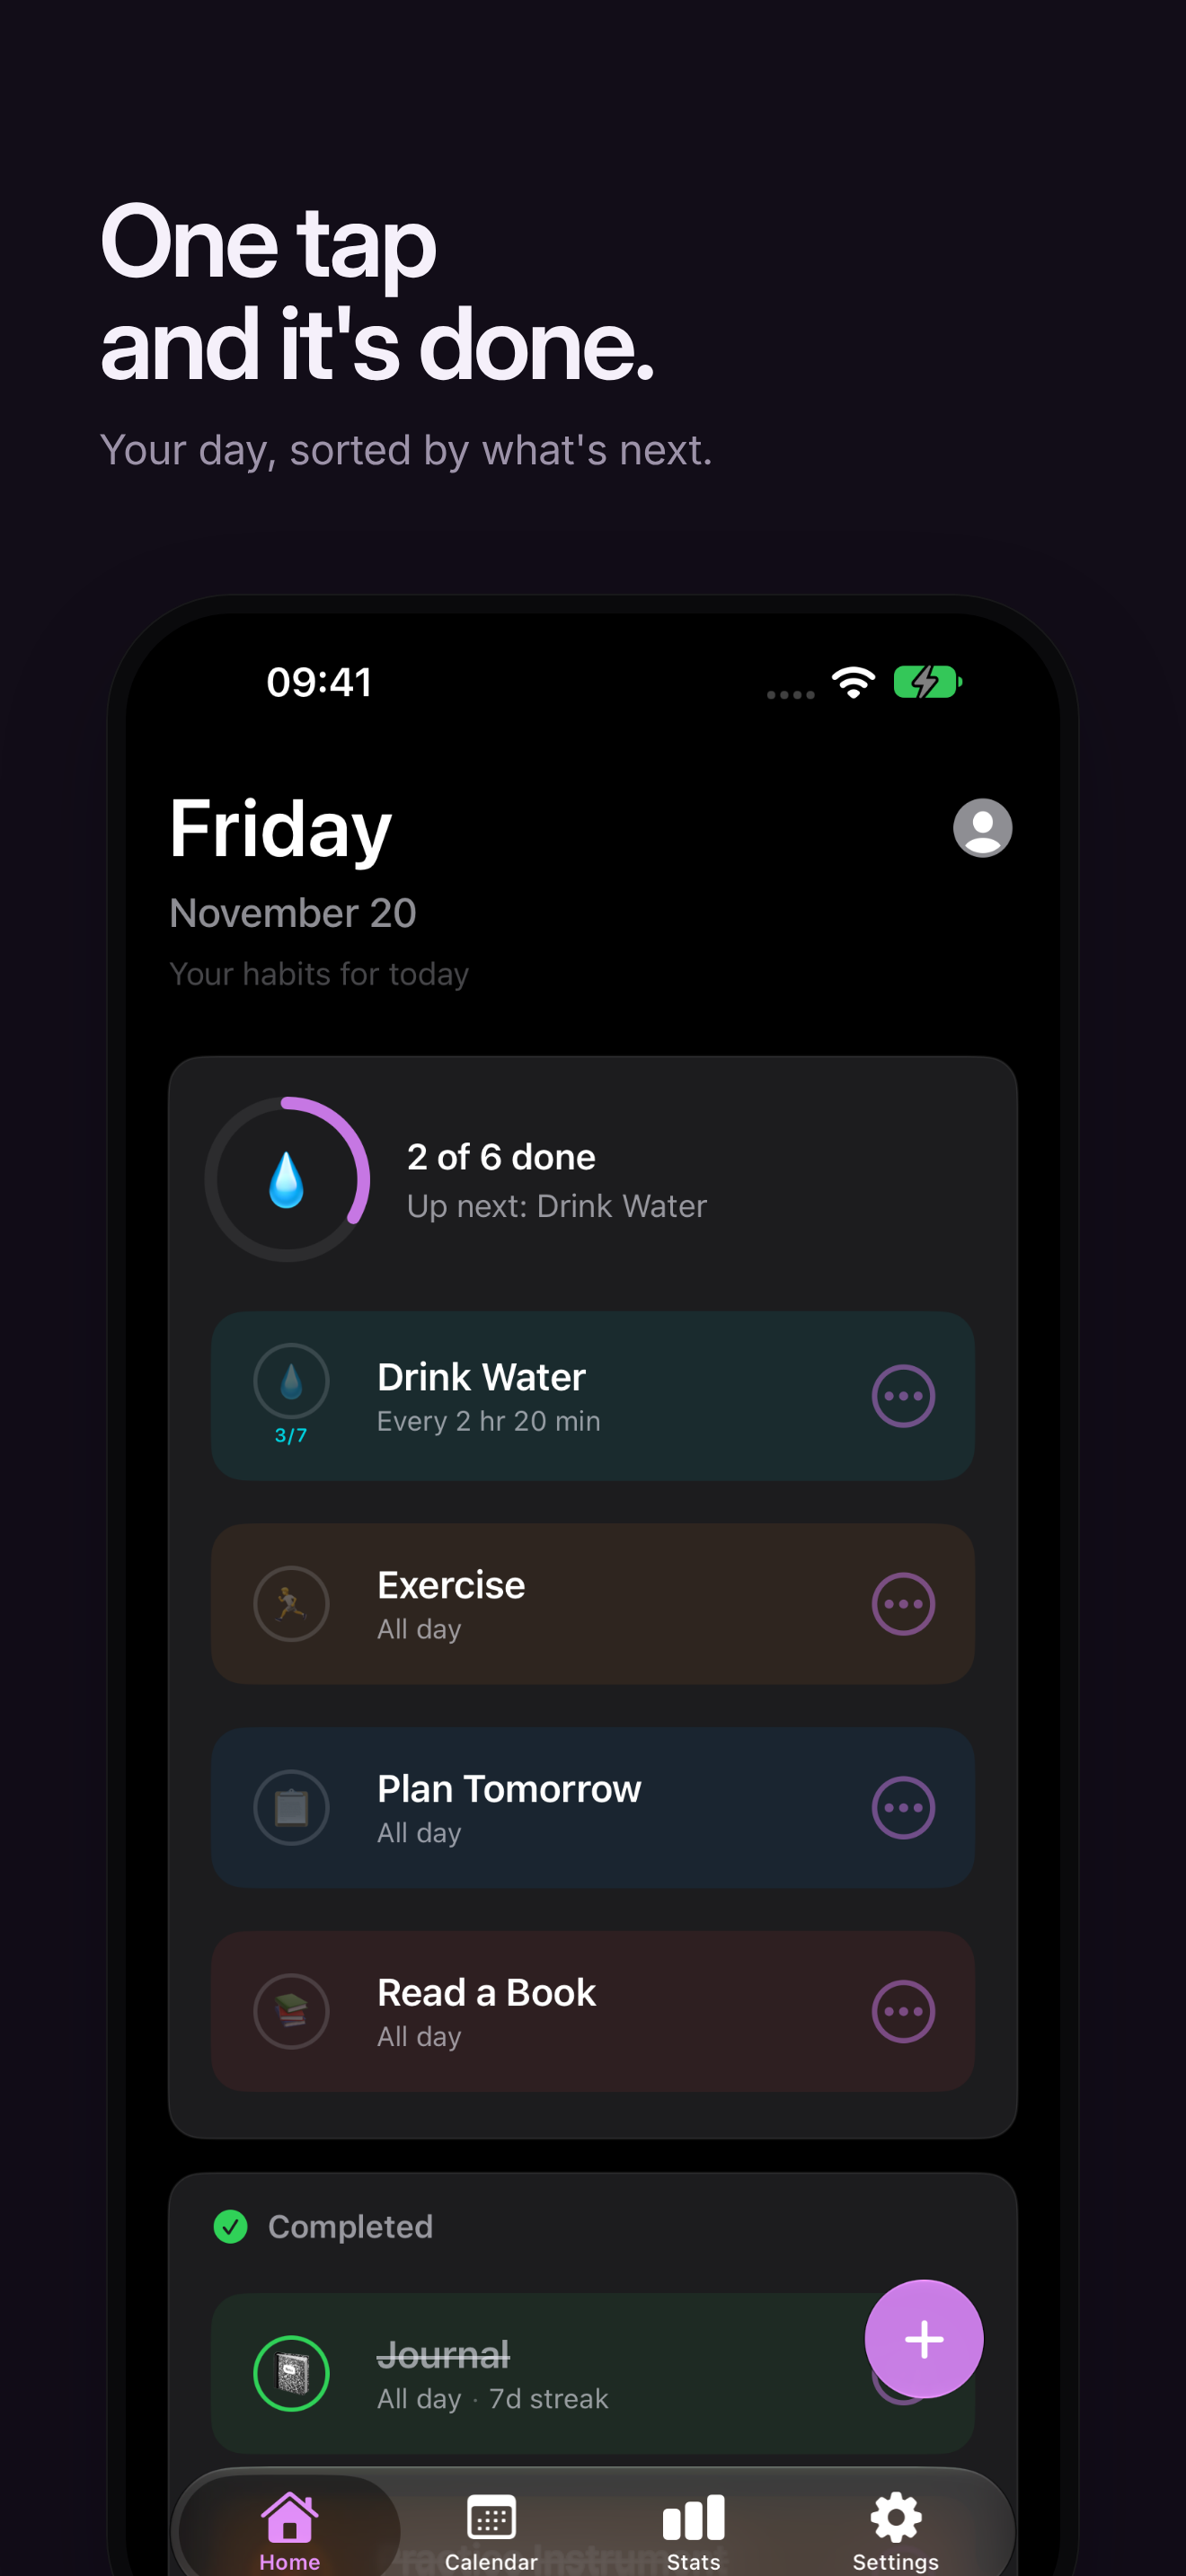 One tap
and it's done.
Your day, sorted by what's next.
09:41
Friday
November 20
Your habits for today
2 of 6 done
Up next: Drink Water
Drink Water
Every 2 hr 20 min
3/7
Exercise
All day
Plan Tomorrow
All day
Read a Book
All day
Completed
Journal
All day · 7d streak
Home
Calendar
Stats
Settings